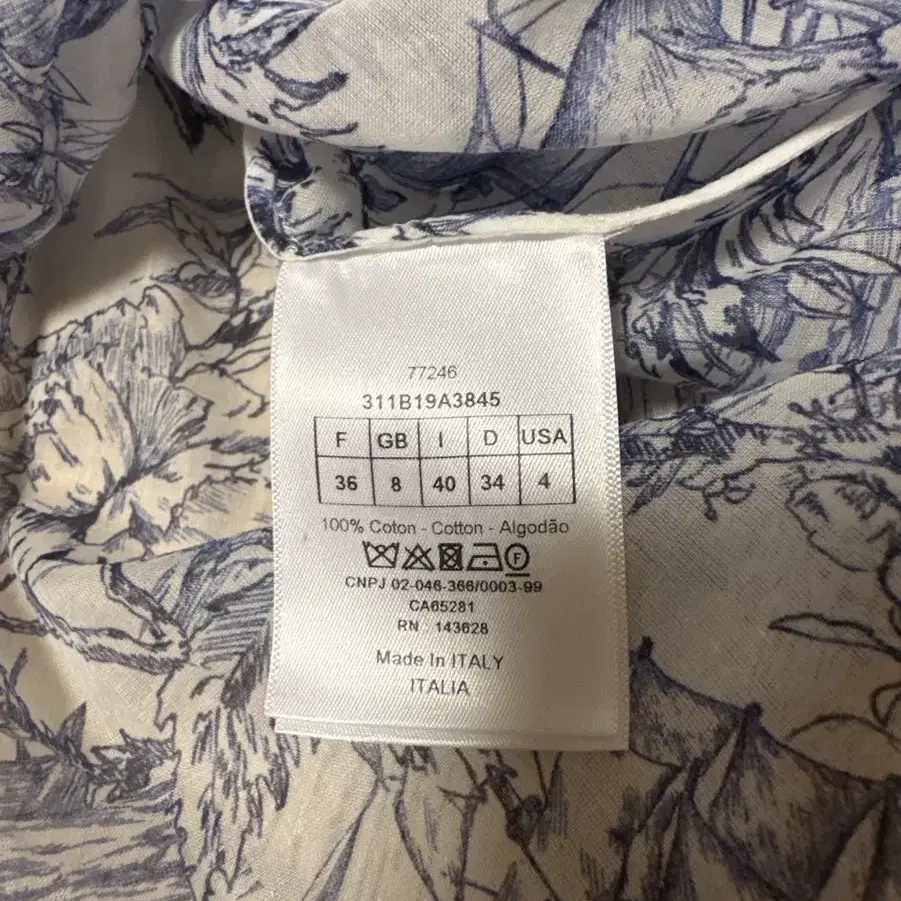 77246
311B19A3845
F GB I D USA
36 8 40 34 4
100% Coton - Cotton - Algodão
F
CNPJ 02-046-366/0003-99
CA65281
RN : 143628
Made In ITALY
ITALIA